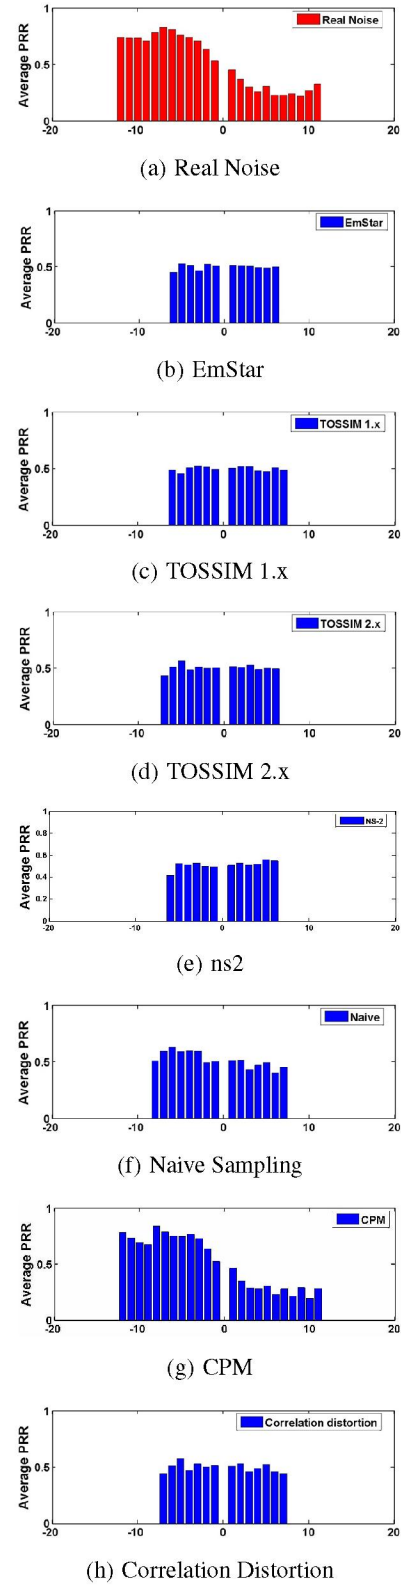 1
Real Noise
Average PRR
0.5
0
-20 -10 0 10 20
(a) Real Noise
1
EmStar
Average PRR
0.5
0
-20 -10 0 10 20
(b) EmStar
1
TOSSIM 1.x
Average PRR
0.5
0
-20 -10 0 10 20
(c) TOSSIM 1.x
1
TOSSIM 2.x
Average PRR
0.5
0
-20 -10 0 10 20
(d) TOSSIM 2.x
1
NS-2
0.8
Average PRR
0.6
0.4
0.2
0
-20 -10 0 10 20
(e) ns2
1
Naive
Average PRR
0.5
0
-20 -10 0 10 20
(f) Naive Sampling
1
CPM
Average PRR
0.5
0
-20 -10 0 10 20
(g) CPM
1
Correlation distortion
Average PRR
0.5
0
-20 -10 0 10 20
(h) Correlation Distortion